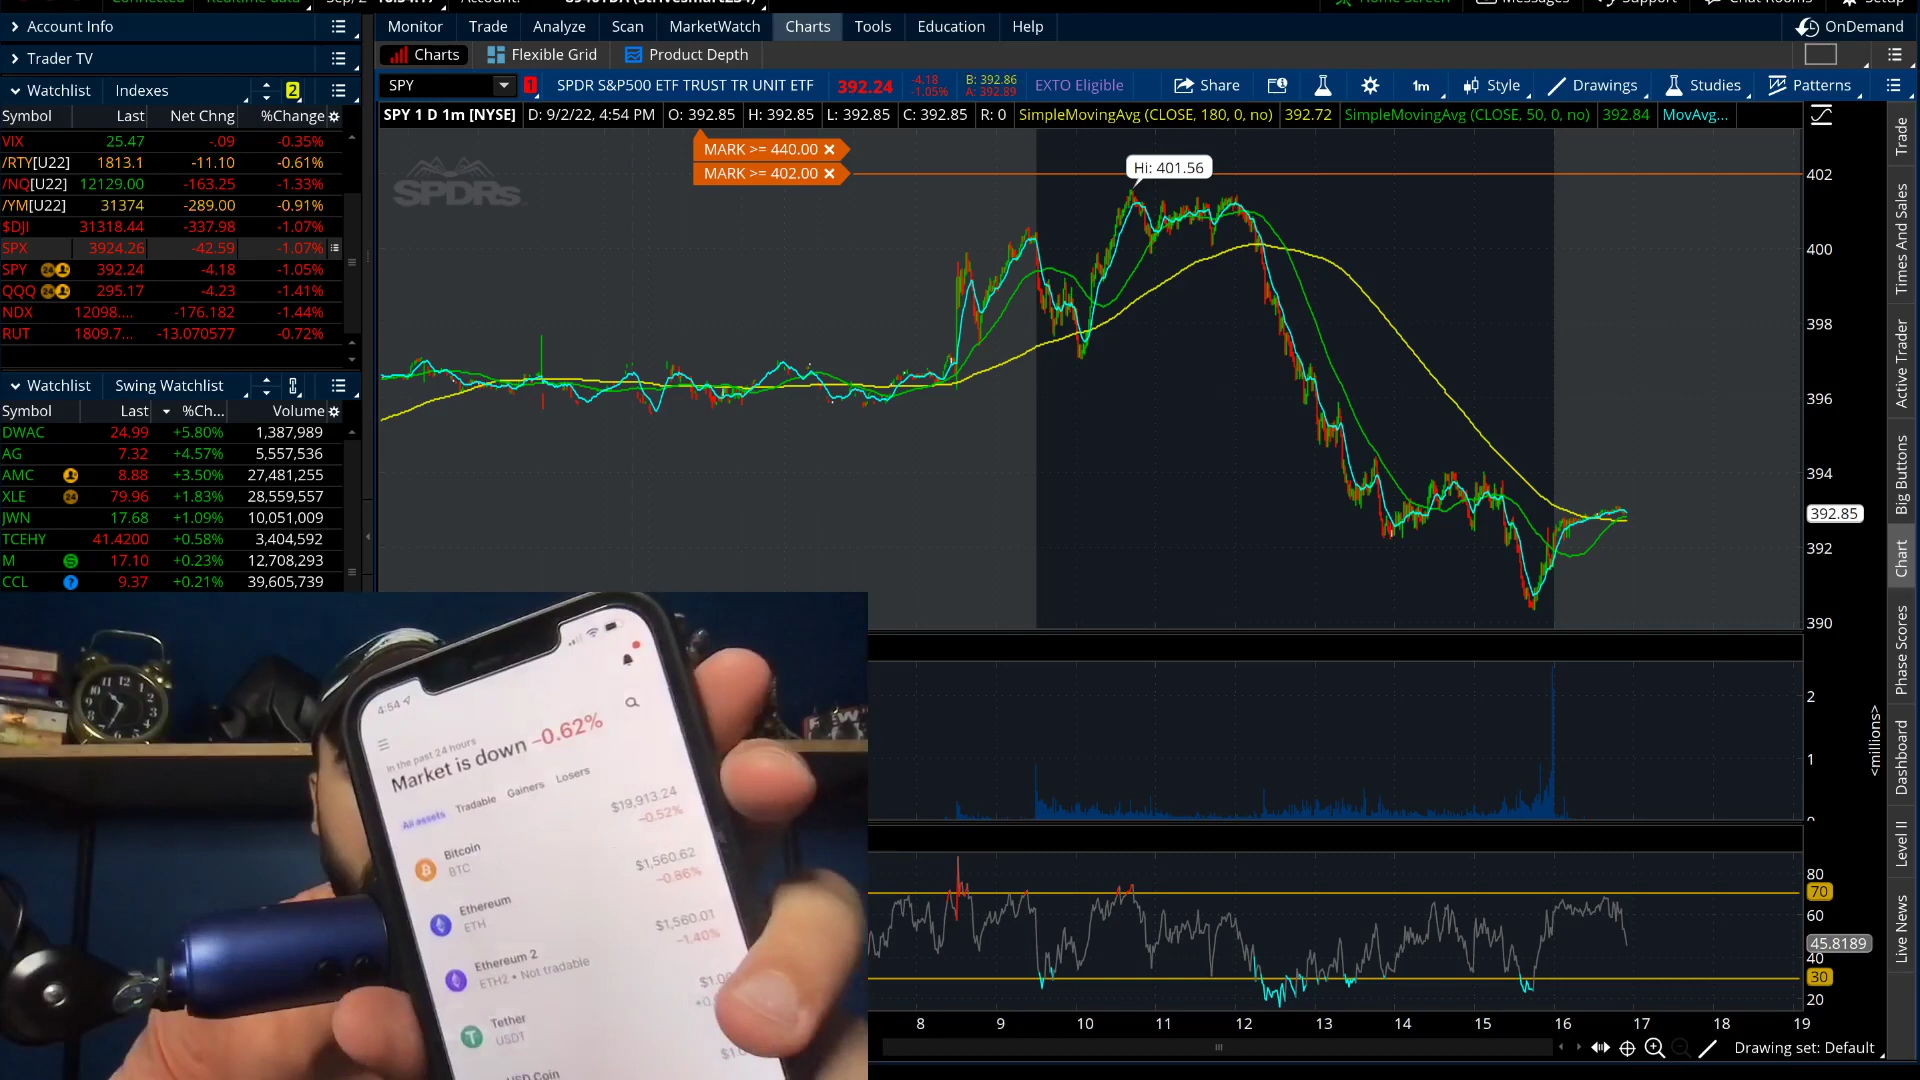 Monitor Trade Analyze Scan MarketWatch Charts Tools Education Help OnDemand
Account Info
Trader TV
Charts Flexible Grid Product Depth
Watchlist Indexes 2
SPY 1 SPDR S&P500 ETF TRUST TR UNIT ETF 392.24 -4.18 -1.05% B: 392.86 A: 392.89 EXTO Eligible Share 1m Style Drawings Studies Patterns
SPY 1 D 1m [NYSE] D: 9/2/22, 4:54 PM O: 392.85 H: 392.85 L: 392.85 C: 392.85 R: 0 SimpleMovingAvg (CLOSE, 180, 0, no) 392.72 SimpleMovingAvg (CLOSE, 50, 0, no) 392.84 MovAvg...
Symbol Last Net Chng %Change
VIX 25.47 -.09 -0.35%
/RTY[U22] 1813.1 -11.10 -0.61%
/NQ[U22] 12129.00 -163.25 -1.33%
/YM[U22] 31374 -289.00 -0.91%
$DJI 31318.44 -337.98 -1.07%
SPX 3924.26 -42.59 -1.07%
SPY 24 392.24 -4.18 -1.05%
QQQ 24 295.17 -4.23 -1.41%
NDX 12098.... -176.182 -1.44%
RUT 1809.7... -13.070577 -0.72%
Watchlist Swing Watchlist
Symbol Last %Ch... Volume
DWAC 24.99 +5.80% 1,387,989
AG 7.32 +4.57% 5,557,536
AMC 8.88 +3.50% 27,481,255
XLE 24 79.96 +1.83% 28,559,557
JWN 17.68 +1.09% 10,051,009
TCEHY 41.4200 +0.58% 3,404,592
M 17.10 +0.23% 12,708,293
CCL 9.37 +0.21% 39,605,739
MARK >= 440.00
MARK >= 402.00
SPDRs
Hi: 401.56
402
400
398
396
394
392.85
392
390
2
1
<millions>
80
70
60
45.8189
40
30
20
8 9 10 11 12 13 14 15 16 17 18 19
Drawing set: Default
Trade
Times And Sales
Active Trader
Big Buttons
Chart
Phase Scores
Dashboard
Level II
Live News
4:54
In the past 24 hours
Market is down -0.62%
All assets Tradable Gainers Losers
Bitcoin $19,913.24
BTC -0.52%
Ethereum $1,560.62
ETH -0.86%
Ethereum 2 $1,560.01
ETH2 • Not tradable -1.40%
Tether
USDT
USD Coin